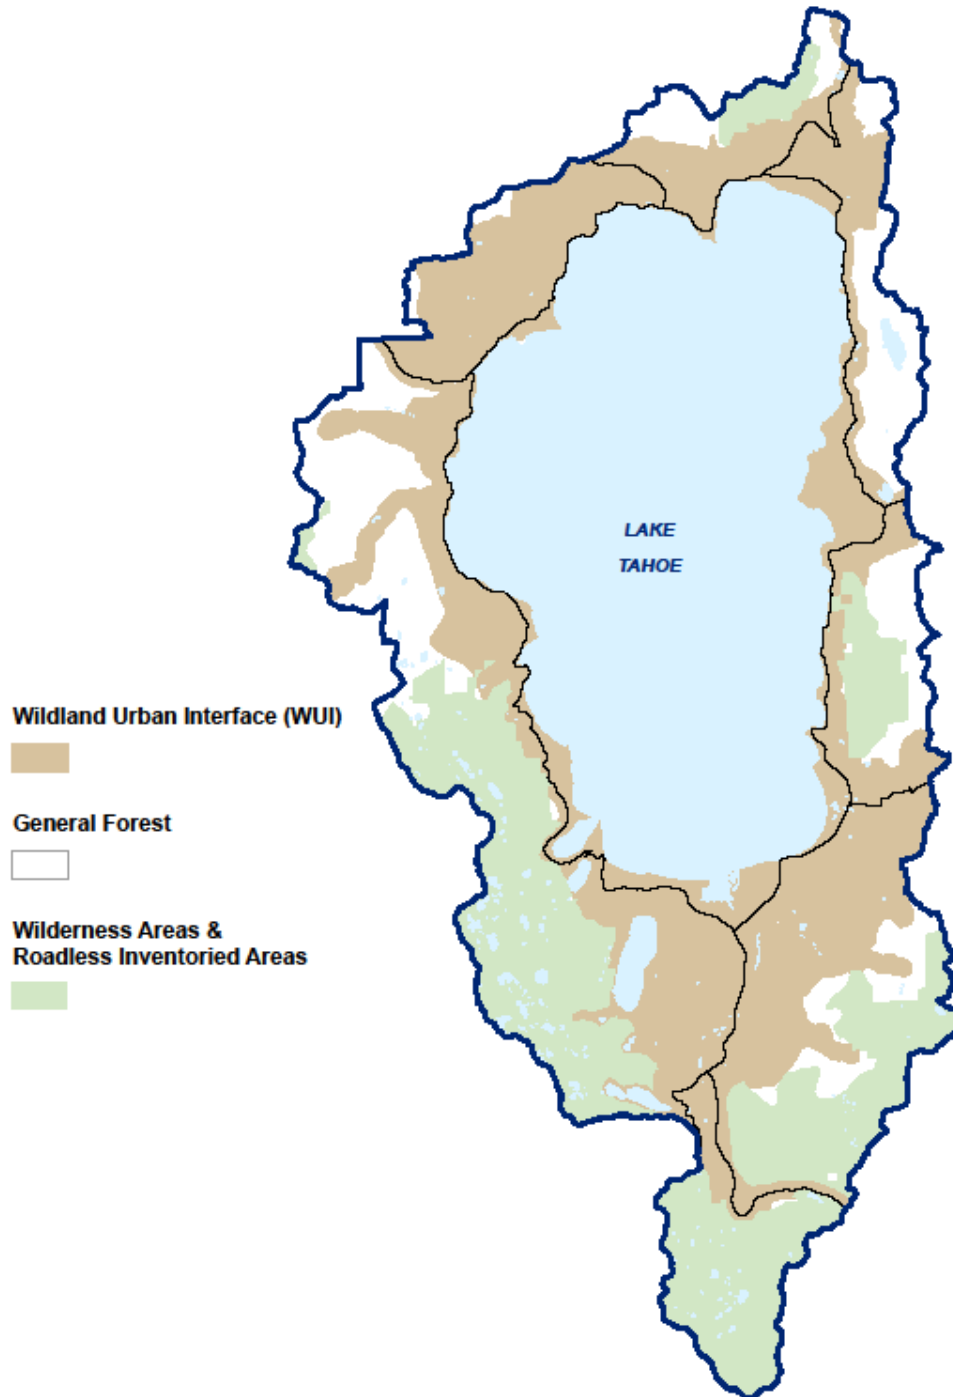 LAKE
TAHOE
Wildland Urban Interface (WUI)
General Forest
Wilderness Areas &
Roadless Inventoried Areas